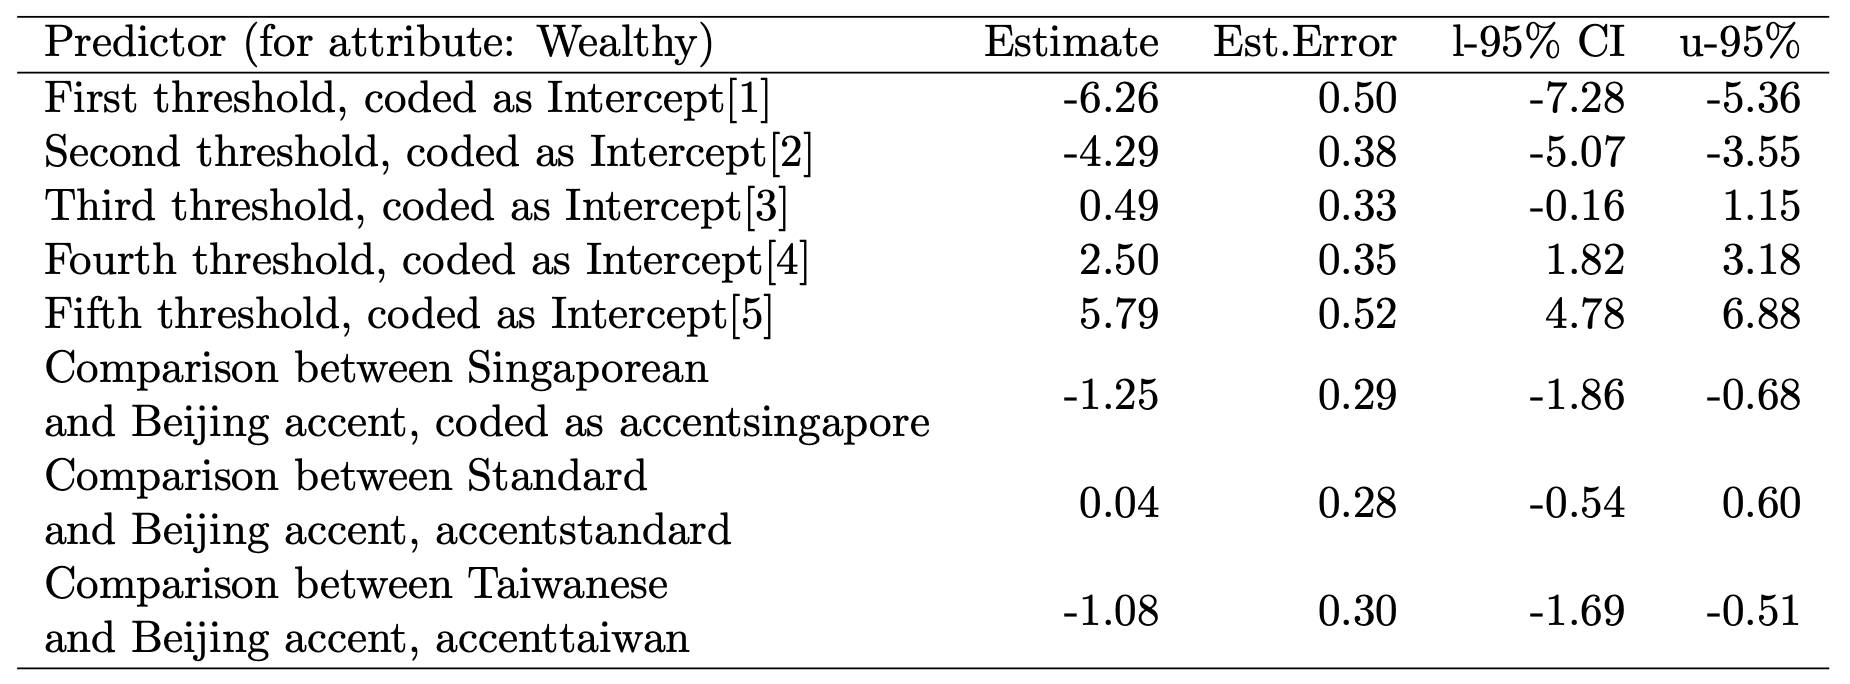 Predictor (for attribute: Wealthy) Estimate Est.Error l-95% CI u-95%
First threshold, coded as Intercept[1] -6.26 0.50 -7.28 -5.36
Second threshold, coded as Intercept[2] -4.29 0.38 -5.07 -3.55
Third threshold, coded as Intercept[3] 0.49 0.33 -0.16 1.15
Fourth threshold, coded as Intercept[4] 2.50 0.35 1.82 3.18
Fifth threshold, coded as Intercept[5] 5.79 0.52 4.78 6.88
Comparison between Singaporean
and Beijing accent, coded as accentsingapore -1.25 0.29 -1.86 -0.68
Comparison between Standard
and Beijing accent, accentstandard 0.04 0.28 -0.54 0.60
Comparison between Taiwanese
and Beijing accent, accenttaiwan -1.08 0.30 -1.69 -0.51